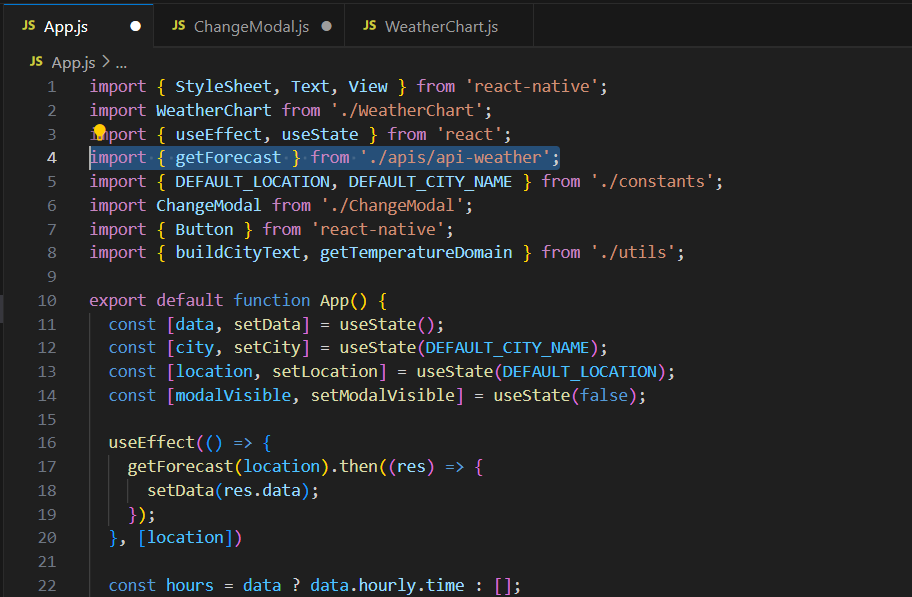 JS App.js ● JS ChangeModal.js ● JS WeatherChart.js
JS App.js > ...
1 import { StyleSheet, Text, View } from 'react-native';
2 import WeatherChart from './WeatherChart';
3 import { useEffect, useState } from 'react';
4 import { getForecast } from './apis/api-weather';
5 import { DEFAULT_LOCATION, DEFAULT_CITY_NAME } from './constants';
6 import ChangeModal from './ChangeModal';
7 import { Button } from 'react-native';
8 import { buildCityText, getTemperatureDomain } from './utils';
9
10 export default function App() {
11   const [data, setData] = useState();
12   const [city, setCity] = useState(DEFAULT_CITY_NAME);
13   const [location, setLocation] = useState(DEFAULT_LOCATION);
14   const [modalVisible, setModalVisible] = useState(false);
15
16   useEffect(() => {
17     getForecast(location).then((res) => {
18       setData(res.data);
19     });
20   }, [location])
21
22   const hours = data ? data.hourly.time : [];